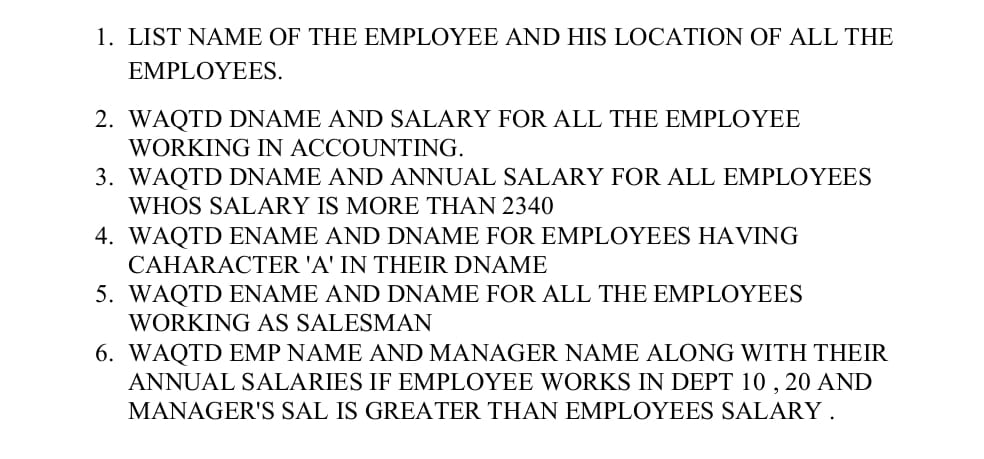 1. LIST NAME OF THE EMPLOYEE AND HIS LOCATION OF ALL THE
EMPLOYEES.
2. WAQTD DNAME AND SALARY FOR ALL THE EMPLOYEE
WORKING IN ACCOUNTING.
3. WAQTD DNAME AND ANNUAL SALARY FOR ALL EMPLOYEES
WHOS SALARY IS MORE THAN 2340
4. WAQTD ENAME AND DNAME FOR EMPLOYEES HAVING
CAHARACTER 'A' IN THEIR DNAME
5. WAQTD ENAME AND DNAME FOR ALL THE EMPLOYEES
WORKING AS SALESMAN
6. WAQTD EMP NAME AND MANAGER NAME ALONG WITH THEIR
ANNUAL SALARIES IF EMPLOYEE WORKS IN DEPT 10 , 20 AND
MANAGER'S SAL IS GREATER THAN EMPLOYEES SALARY .